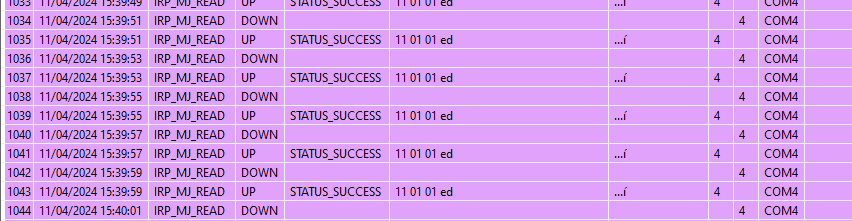 1033 11/04/2024 15:39:49 IRP_MJ_READ UP STATUS_SUCCESS 11 01 01 ed ...í 4 COM4
1034 11/04/2024 15:39:51 IRP_MJ_READ DOWN 4 COM4
1035 11/04/2024 15:39:51 IRP_MJ_READ UP STATUS_SUCCESS 11 01 01 ed ...í 4 COM4
1036 11/04/2024 15:39:53 IRP_MJ_READ DOWN 4 COM4
1037 11/04/2024 15:39:53 IRP_MJ_READ UP STATUS_SUCCESS 11 01 01 ed ...í 4 COM4
1038 11/04/2024 15:39:55 IRP_MJ_READ DOWN 4 COM4
1039 11/04/2024 15:39:55 IRP_MJ_READ UP STATUS_SUCCESS 11 01 01 ed ...í 4 COM4
1040 11/04/2024 15:39:57 IRP_MJ_READ DOWN 4 COM4
1041 11/04/2024 15:39:57 IRP_MJ_READ UP STATUS_SUCCESS 11 01 01 ed ...í 4 COM4
1042 11/04/2024 15:39:59 IRP_MJ_READ DOWN 4 COM4
1043 11/04/2024 15:39:59 IRP_MJ_READ UP STATUS_SUCCESS 11 01 01 ed ...í 4 COM4
1044 11/04/2024 15:40:01 IRP_MJ_READ DOWN 4 COM4